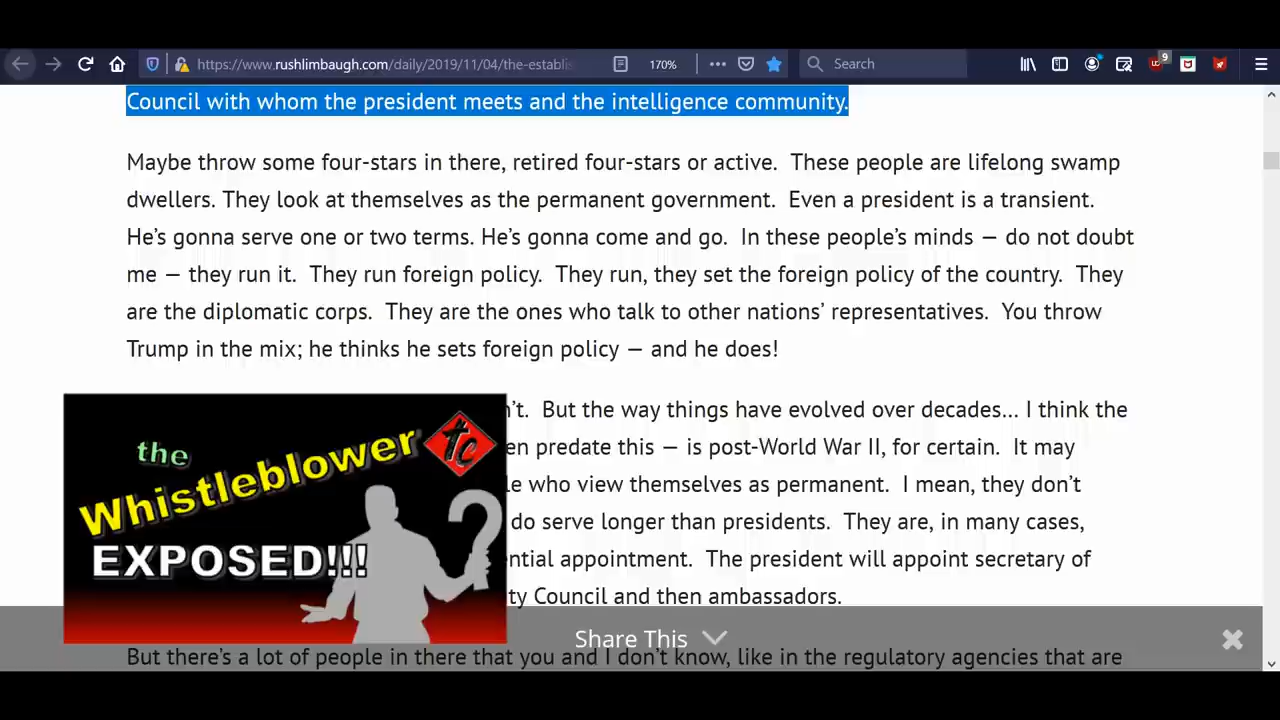 https://www.rushlimbaugh.com/daily/2019/11/04/the-establis
170%
Search
9
Council with whom the president meets and the intelligence community.
Maybe throw some four-stars in there, retired four-stars or active. These people are lifelong swamp
dwellers. They look at themselves as the permanent government. Even a president is a transient.
He's gonna serve one or two terms. He's gonna come and go. In these people's minds — do not doubt
me — they run it. They run foreign policy. They run, they set the foreign policy of the country. They
are the diplomatic corps. They are the ones who talk to other nations' representatives. You throw
Trump in the mix; he thinks he sets foreign policy — and he does!
n't. But the way things have evolved over decades… I think the
en predate this — is post-World War II, for certain. It may
le who view themselves as permanent. I mean, they don't
do serve longer than presidents. They are, in many cases,
ential appointment. The president will appoint secretary of
ty Council and then ambassadors.
the
Whistleblower
TC
EXPOSED!!!
?
Share This
But there's a lot of people in there that you and I don't know, like in the regulatory agencies that are